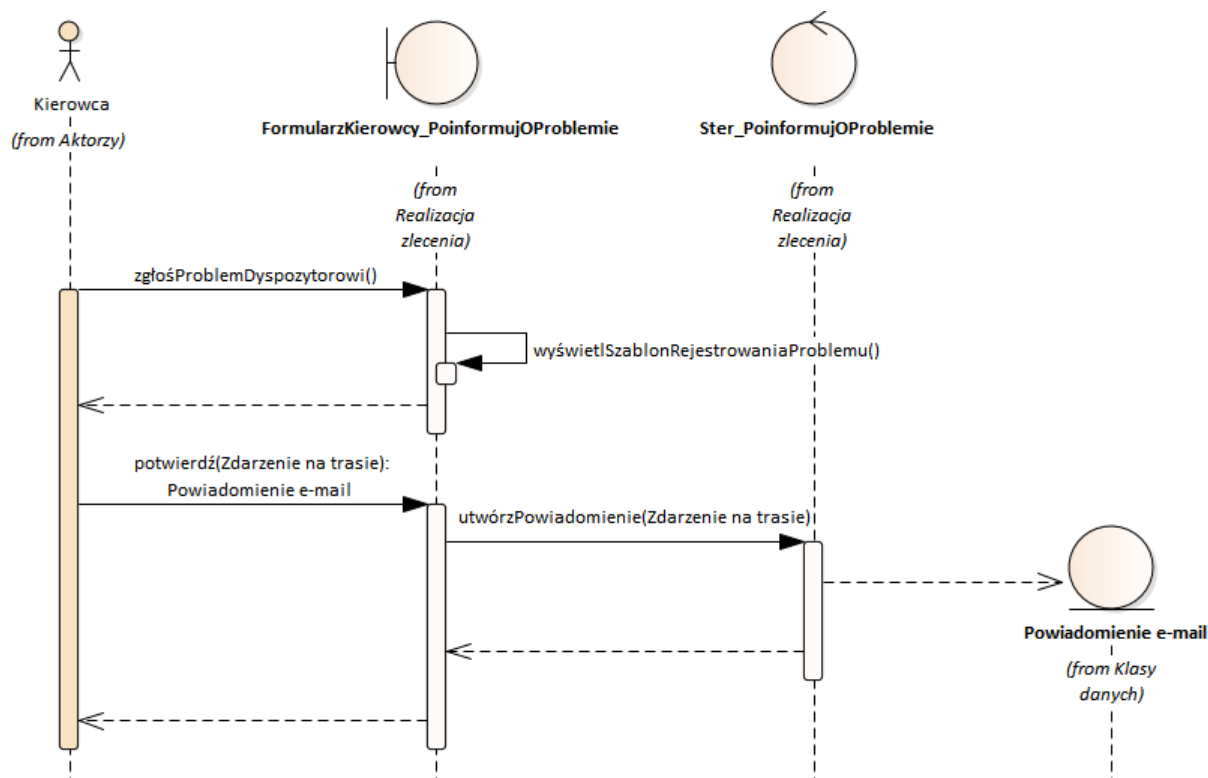 Kierowca
(from Aktorzy)
FormularzKierowcy_PoinformujOProblemie
(from
Realizacja
zlecenia)
Ster_PoinformujOProblemie
(from
Realizacja
zlecenia)
zgłośProblemDyspozytorowi()
wyświetlSzablonRejestrowaniaProblemu()
potwierdź(Zdarzenie na trasie):
Powiadomienie e-mail
utwórzPowiadomienie(Zdarzenie na trasie)
Powiadomienie e-mail
(from Klasy
danych)